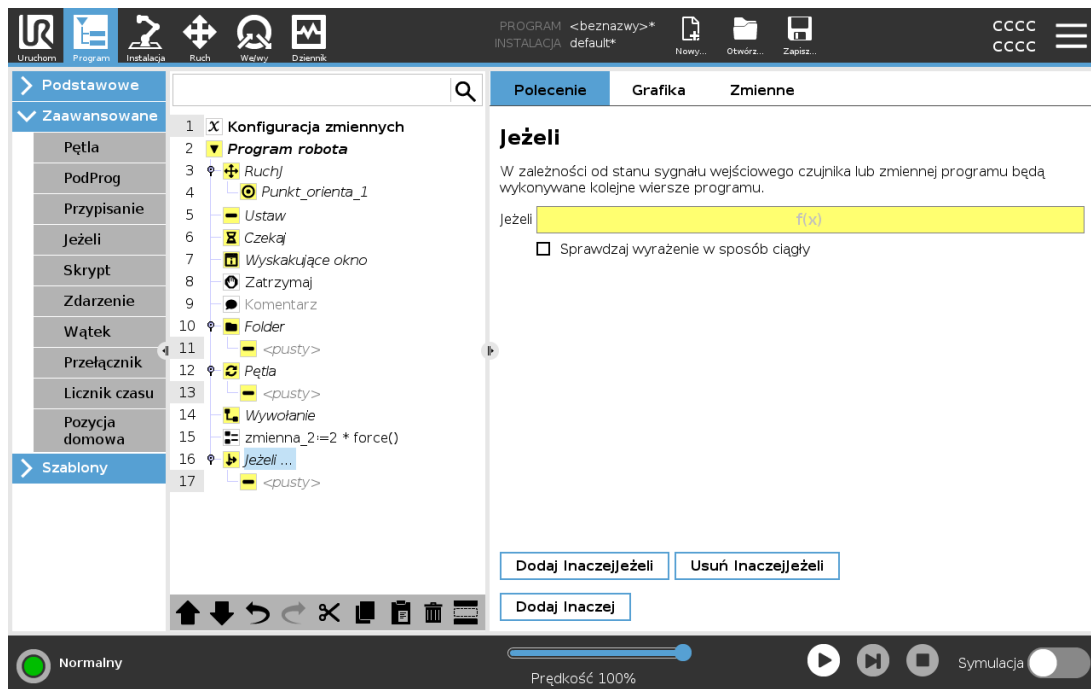 PROGRAM <beznazwy>*
INSTALACJA default*
Uruchom Program Instalacja Ruch We/wy Dziennik
Nowy... Otwórz... Zapisz...
CCCC
CCCC
Podstawowe
Zaawansowane
Pętla
PodProg
Przypisanie
Jeżeli
Skrypt
Zdarzenie
Wątek
Przełącznik
Licznik czasu
Pozycja
domowa
Szablony
1 X Konfiguracja zmiennych
2 Program robota
3 RuchJ
4 Punkt_orienta_1
5 Ustaw
6 Czekaj
7 Wyskakujące okno
8 Zatrzymaj
9 Komentarz
10 Folder
11 <pusty>
12 Pętla
13 <pusty>
14 Wywołanie
15 zmienna_2:=2 * force()
16 Jeżeli ...
17 <pusty>
Polecenie Grafika Zmienne
Jeżeli
W zależności od stanu sygnału wejściowego czujnika lub zmiennej programu będą
wykonywane kolejne wiersze programu.
Jeżeli f(x)
Sprawdzaj wyrażenie w sposób ciągły
Dodaj InaczejJeżeli Usuń InaczejJeżeli
Dodaj Inaczej
Normalny
Prędkość 100%
Symulacja